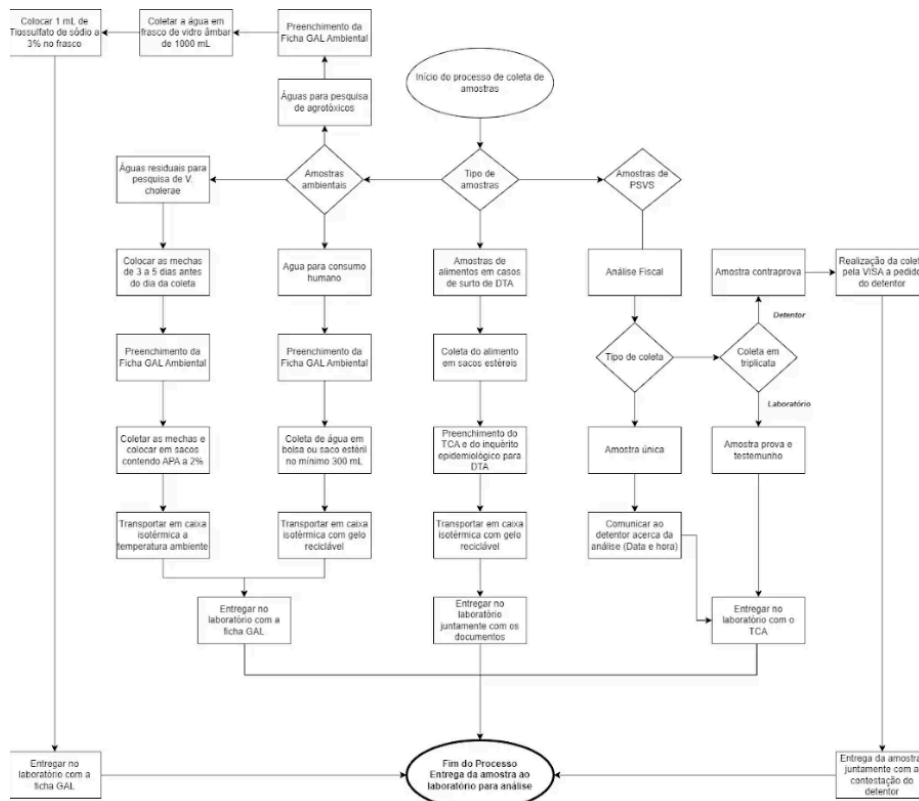 Colocar 1 mL de
Tiossulfato de sódio a
3% no frasco
Coletar a água em
frasco de vidro âmbar
de 1000 mL
Preenchimento da
Ficha GAL Ambiental
Início do processo de coleta de
amostras
Águas para pesquisa
de agrotóxicos
Águas residuais para
pesquisa de V.
cholerae
Amostras
ambientais
Tipo de
amostras
Amostras de
PSVS
Colocar as mechas
de 3 a 5 dias antes
do dia da coleta
Agua para consumo
humano
Amostras de
alimentos em casos
de surto de DTA
Análise Fiscal
Amostra contraprova
Realização da coleta
pela VISA a pedido
do detentor
Detentor
Preenchimento da
Ficha GAL Ambiental
Preenchimento da
Ficha GAL Ambiental
Coleta do alimento
em sacos estéreis
Tipo de coleta
Coleta em
triplicata
Laboratório
Coletar as mechas e
colocar em sacos
contendo APA a 2%
Coleta de água em
bolsa ou saco estéril
no mínimo 300 mL
Preenchimento do
TCA e do inquérito
epidemiológico para
DTA
Amostra única
Amostra prova e
testemunho
Transportar em caixa
isotérmica a
temperatura ambiente
Transportar em caixa
isotérmica com gelo
reciclável
Transportar em caixa
isotérmica com gelo
reciclável
Comunicar ao
detentor acerca da
análise (Data e hora)
Entregar no
laboratório com a
ficha GAL
Entregar no
laboratório
juntamente com os
documentos
Entregar no
laboratório com o
TCA
Entregar no
laboratório com a
ficha GAL
Fim do Processo
Entrega da amostra ao
laboratório para análise
Entrega da amostra
juntamente com a
contestação do
detentor